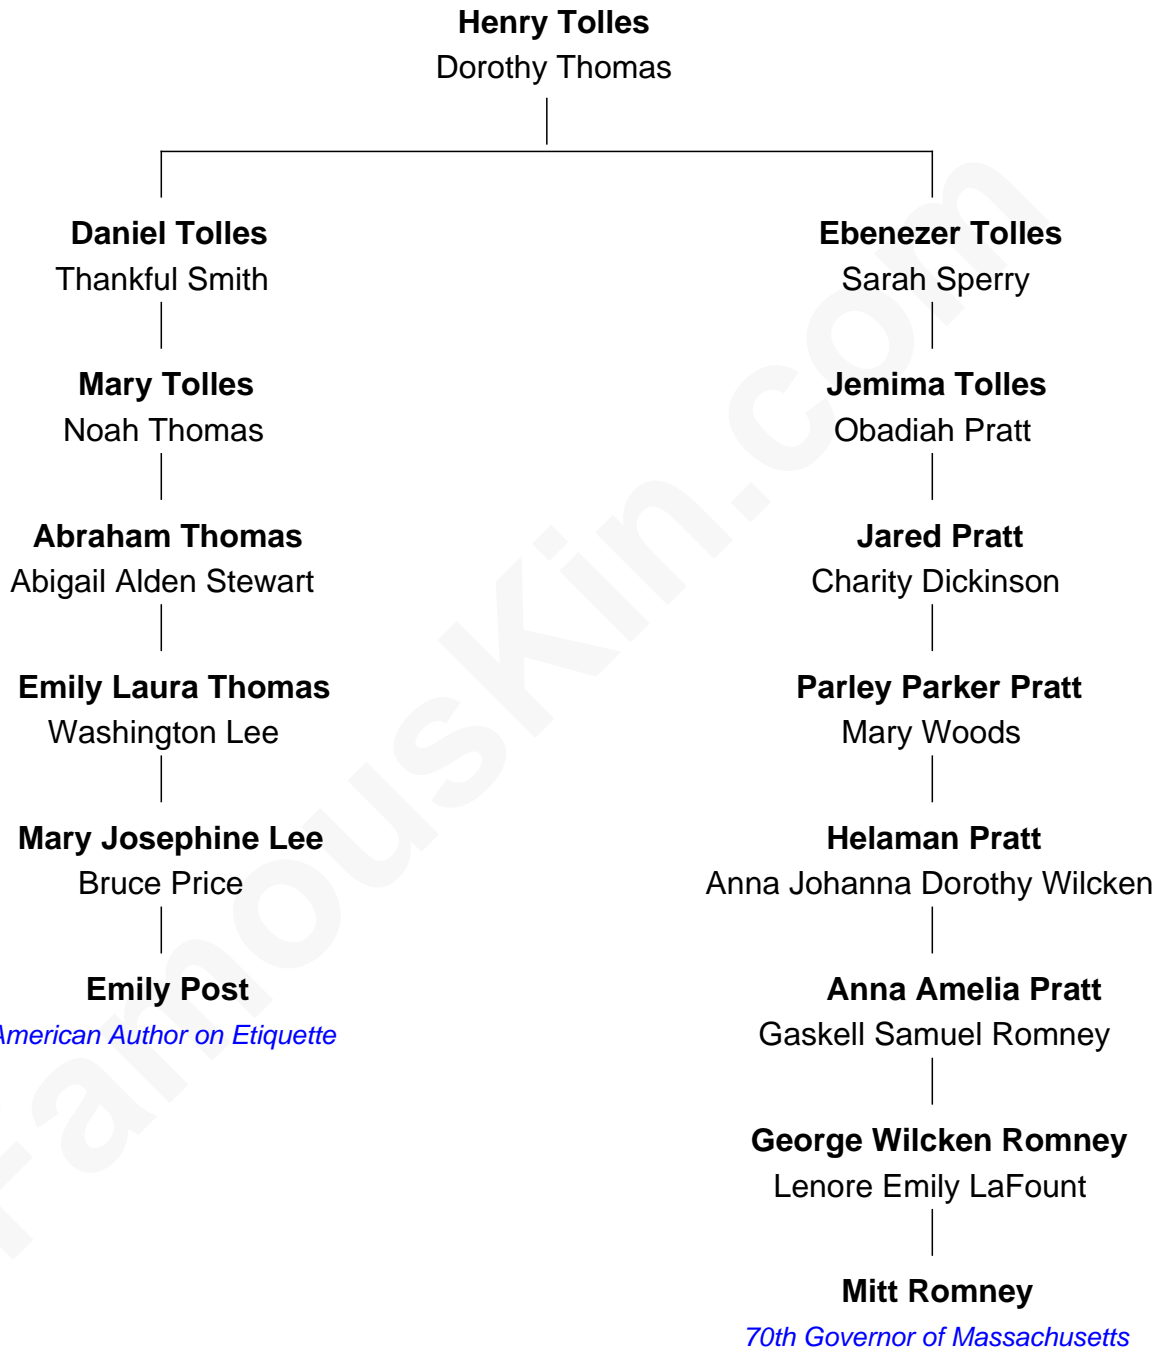 Henry Tolles
Dorothy Thomas
Daniel Tolles
Thankful Smith
Mary Tolles
Noah Thomas
Abraham Thomas
Abigail Alden Stewart
Emily Laura Thomas
Washington Lee
Mary Josephine Lee
Bruce Price
Emily Post
American Author on Etiquette
Ebenezer Tolles
Sarah Sperry
Jemima Tolles
Obadiah Pratt
Jared Pratt
Charity Dickinson
Parley Parker Pratt
Mary Woods
Helaman Pratt
Anna Johanna Dorothy Wilcken
Anna Amelia Pratt
Gaskell Samuel Romney
George Wilcken Romney
Lenore Emily LaFount
Mitt Romney
70th Governor of Massachusetts
FamousKin.com